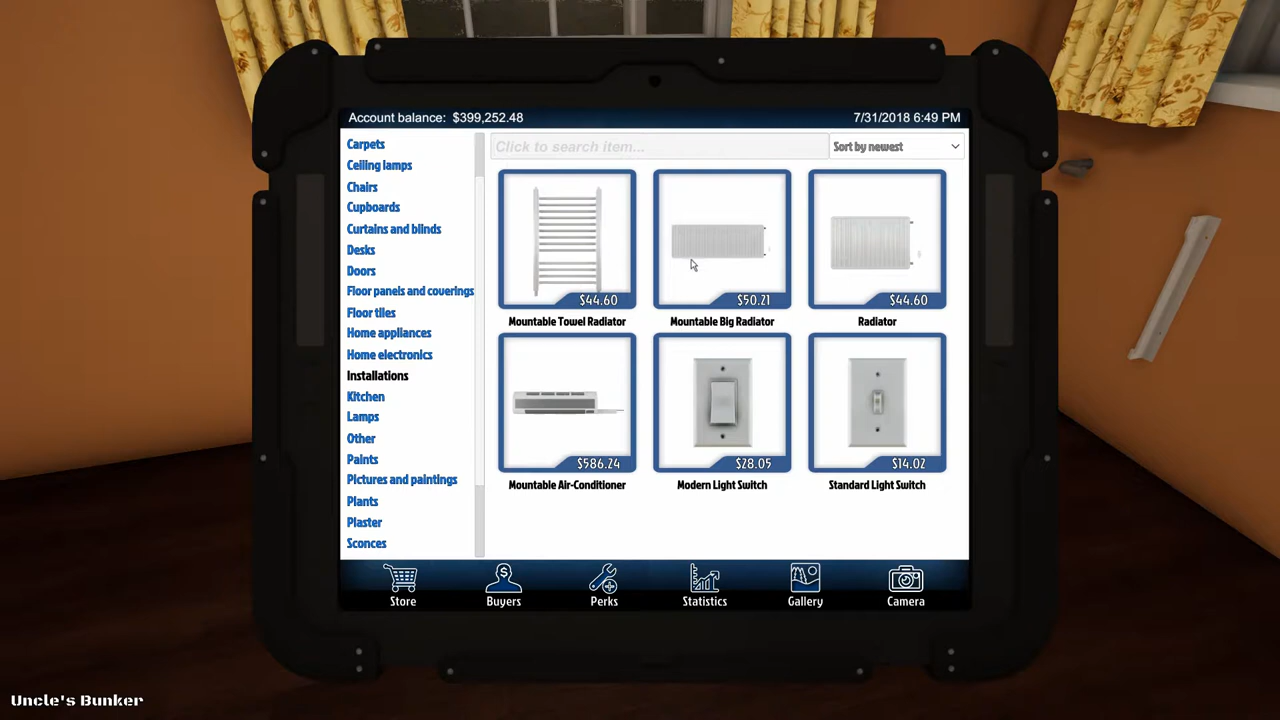 Account balance: $399,252.48
7/31/2018 6:49 PM
Carpets
Ceiling lamps
Chairs
Cupboards
Curtains and blinds
Desks
Doors
Floor panels and coverings
Floor tiles
Home appliances
Home electronics
Installations
Kitchen
Lamps
Other
Paints
Pictures and paintings
Plants
Plaster
Sconces
Click to search item...
Sort by newest
$44.60
$50.21
$44.60
Mountable Towel Radiator
Mountable Big Radiator
Radiator
$586.24
$28.05
$14.02
Mountable Air-Conditioner
Modern Light Switch
Standard Light Switch
Store
Buyers
Perks
Statistics
Gallery
Camera
Uncle's Bunker